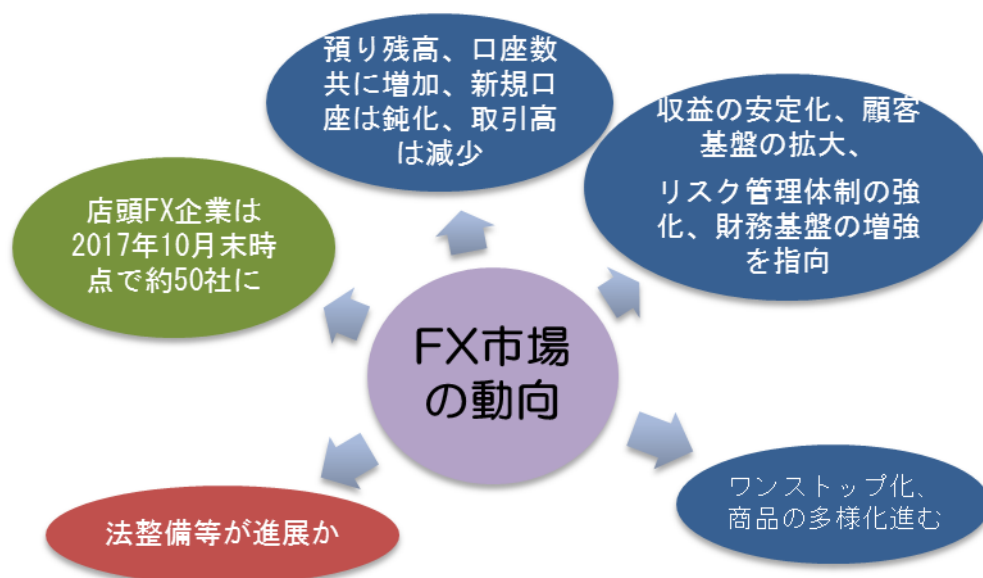 預り残高、口座数
共に増加、新規口
座は鈍化、取引高
は減少
収益の安定化、顧客
基盤の拡大、
リスク管理体制の強
化、財務基盤の増強
を指向
店頭FX企業は
2017年10月末時
点で約50社に
FX市場
の動向
ワンストップ化、
商品の多様化進む
法整備等が進展か